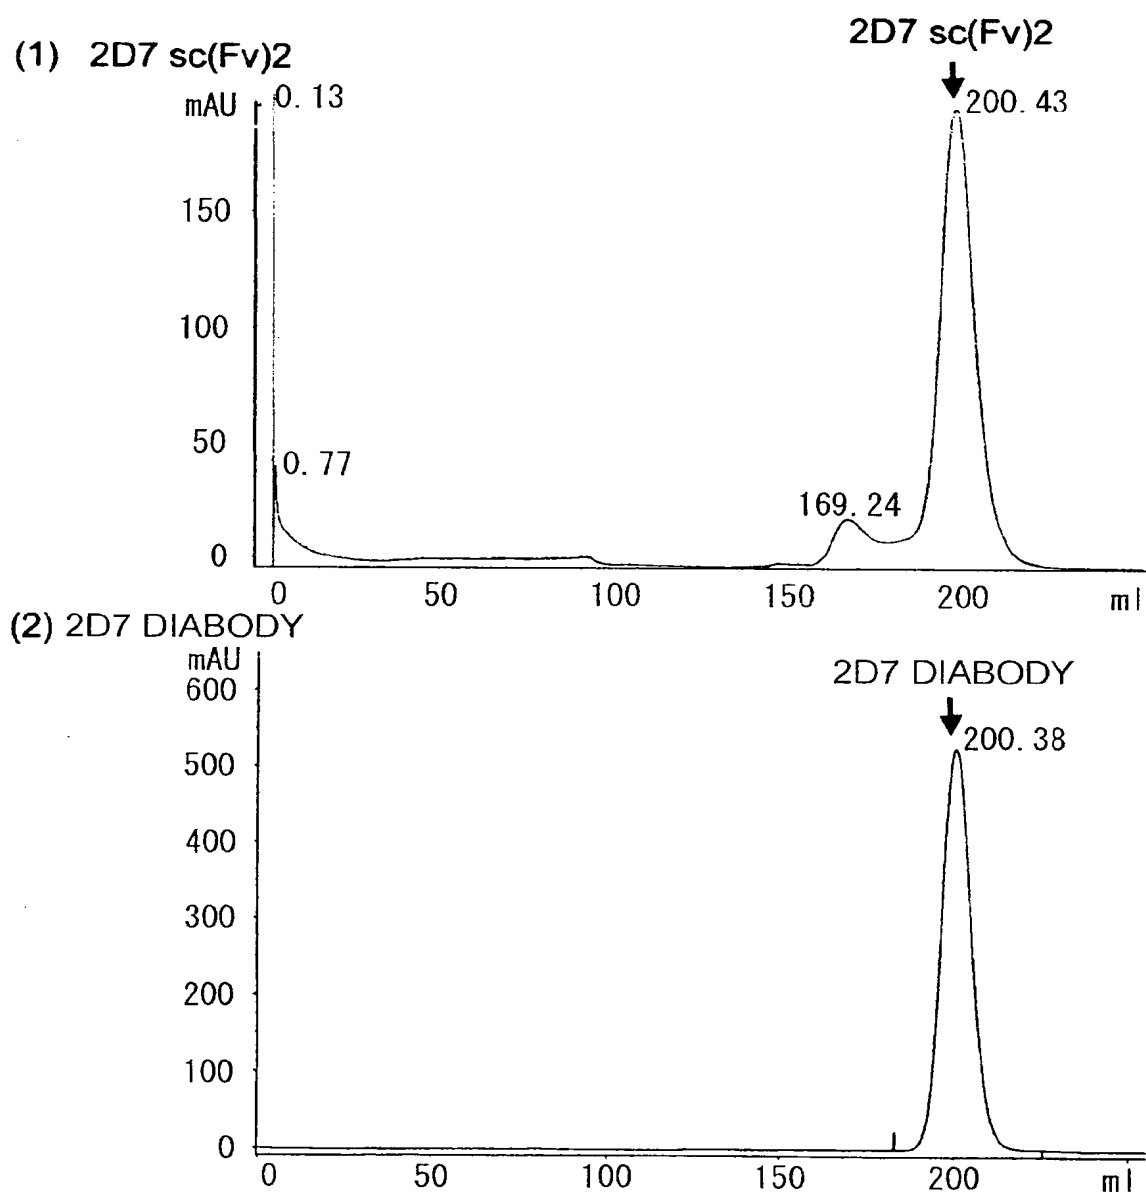 2D7 sc(Fv)2
(1) 2D7 sc(Fv)2
mAU
0.13
200.43
150
100
50
0.77
169.24
0
0 50 100 150 200 ml
(2) 2D7 DIABODY
mAU
2D7 DIABODY
600
200.38
500
400
300
200
100
0
0 50 100 150 200 ml